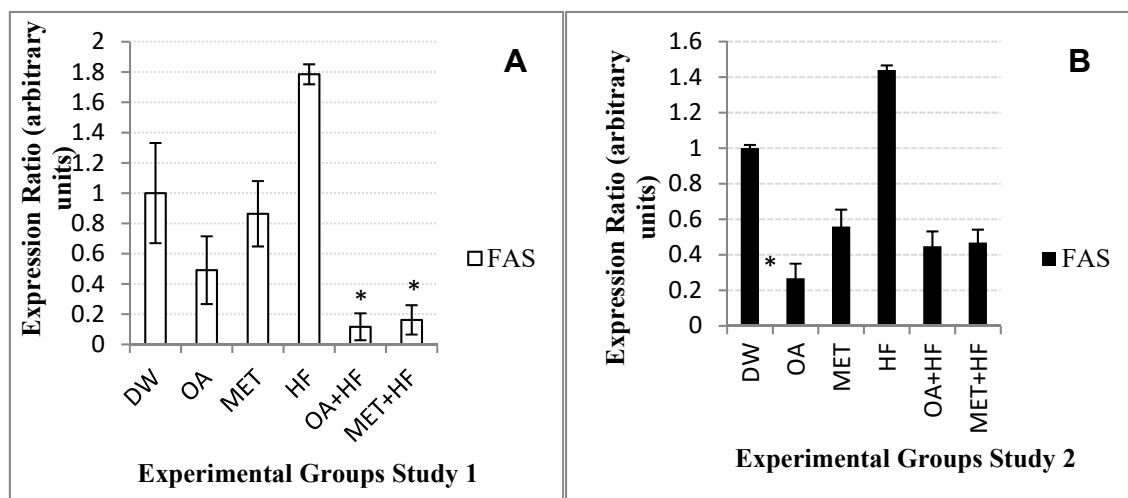 A
Expression Ratio (arbitrary
units)
2
1.8
1.6
1.4
1.2
1
0.8
0.6
0.4
0.2
0
*
*
DW
OA
MET
HF
OA+HF
MET+HF
FAS
Experimental Groups Study 1
B
Expression Ratio (arbitrary
units)
1.6
1.4
1.2
1
0.8
0.6
0.4
0.2
0
*
DW
OA
MET
HF
OA+HF
MET+HF
FAS
Experimental Groups Study 2